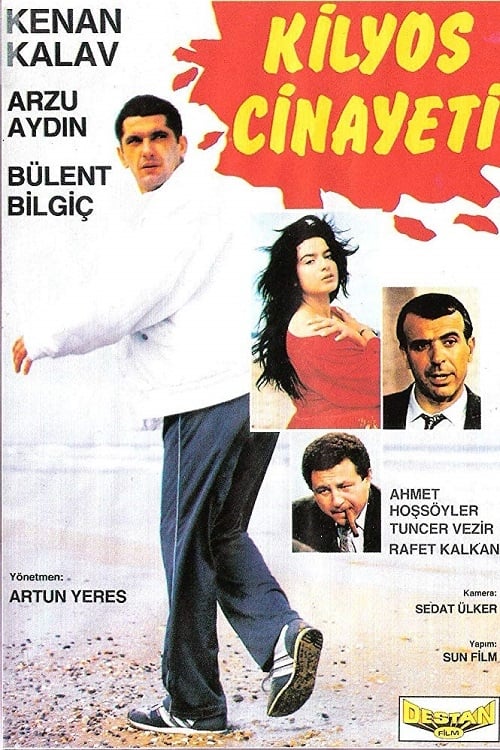 KENAN
KALAV
KİLYOS
CİNAYETİ
ARZU
AYDIN
BÜLENT
BİLGİÇ
AHMET
HOŞSÖYLER
TUNCER VEZİR
RAFET KALKAN
Yönetmen:
ARTUN YERES
Kamera:
SEDAT ÜLKER
Yapım:
SUN FİLM
DESTAN
FİLM